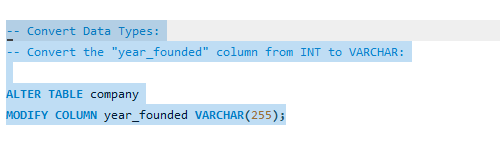 -- Convert Data Types:
-- Convert the "year_founded" column from INT to VARCHAR:
ALTER TABLE company
MODIFY COLUMN year_founded VARCHAR(255);